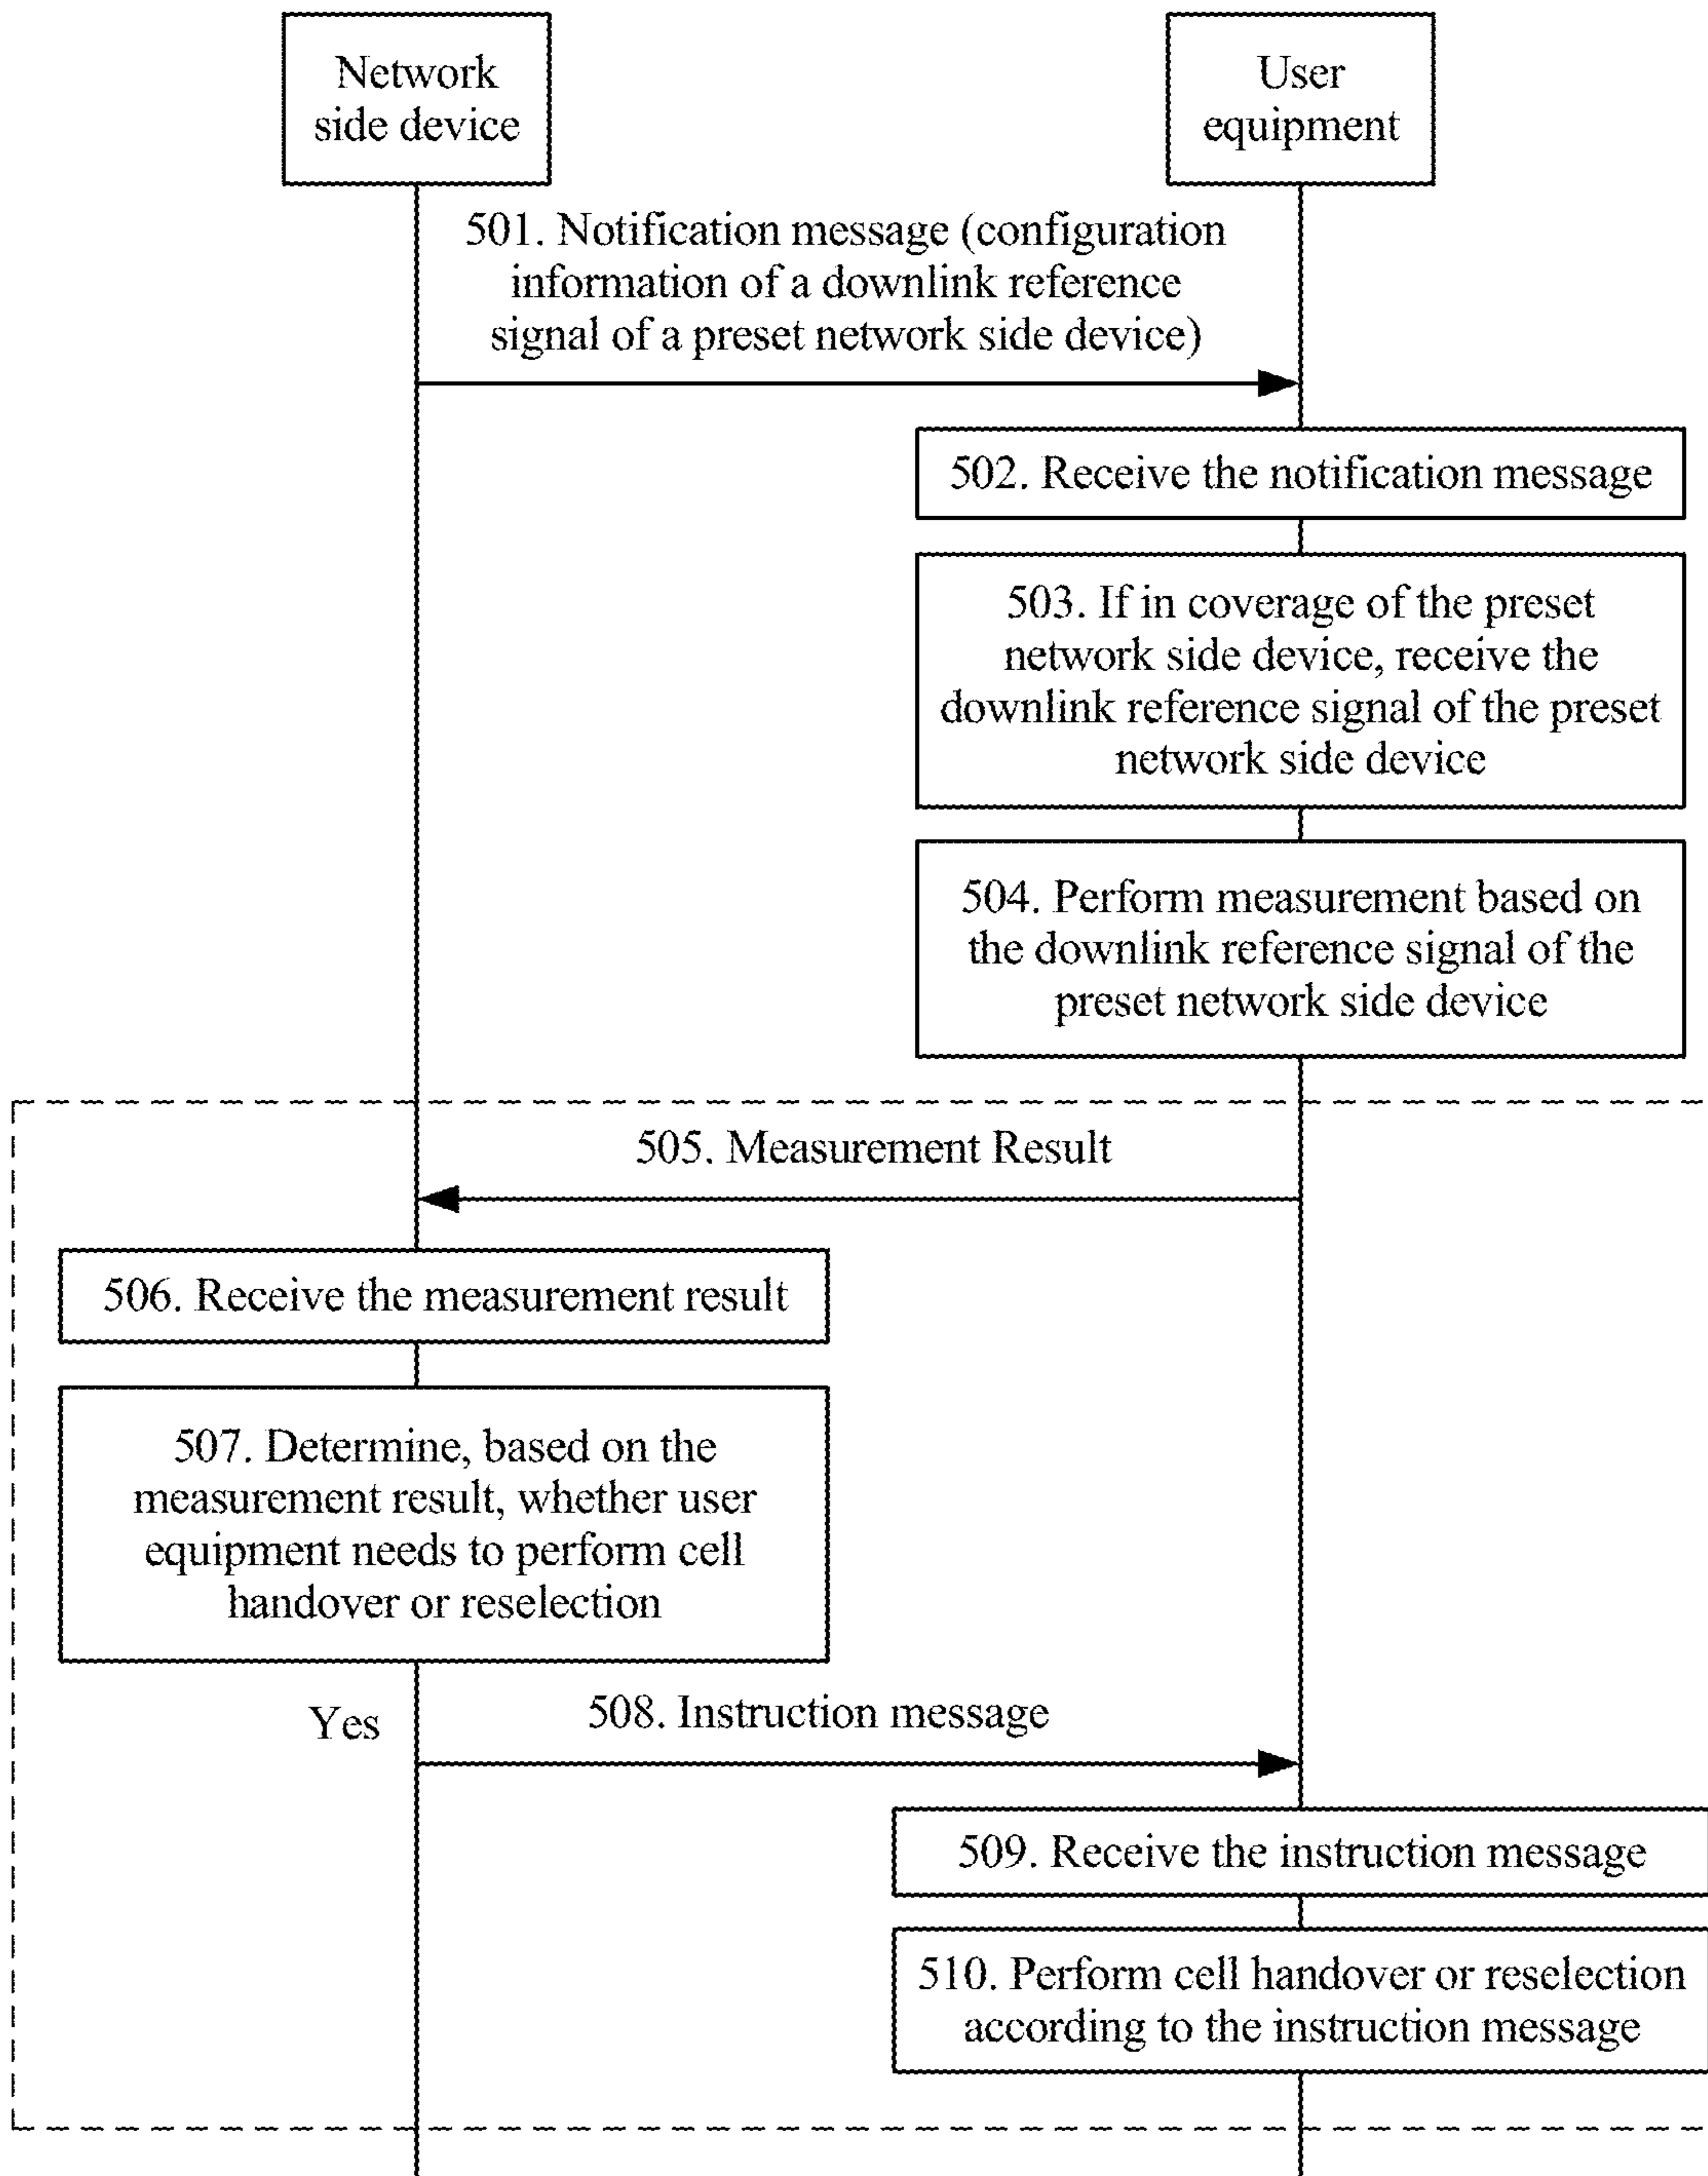 Network
side device
User
equipment
501. Notification message (configuration
information of a downlink reference
signal of a preset network side device)
502. Receive the notification message
503. If in coverage of the preset
network side device, receive the
downlink reference signal of the preset
network side device
504. Perform measurement based on
the downlink reference signal of the
preset network side device
505. Measurement Result
506. Receive the measurement result
507. Determine, based on the
measurement result, whether user
equipment needs to perform cell
handover or reselection
Yes
508. Instruction message
509. Receive the instruction message
510. Perform cell handover or reselection
according to the instruction message